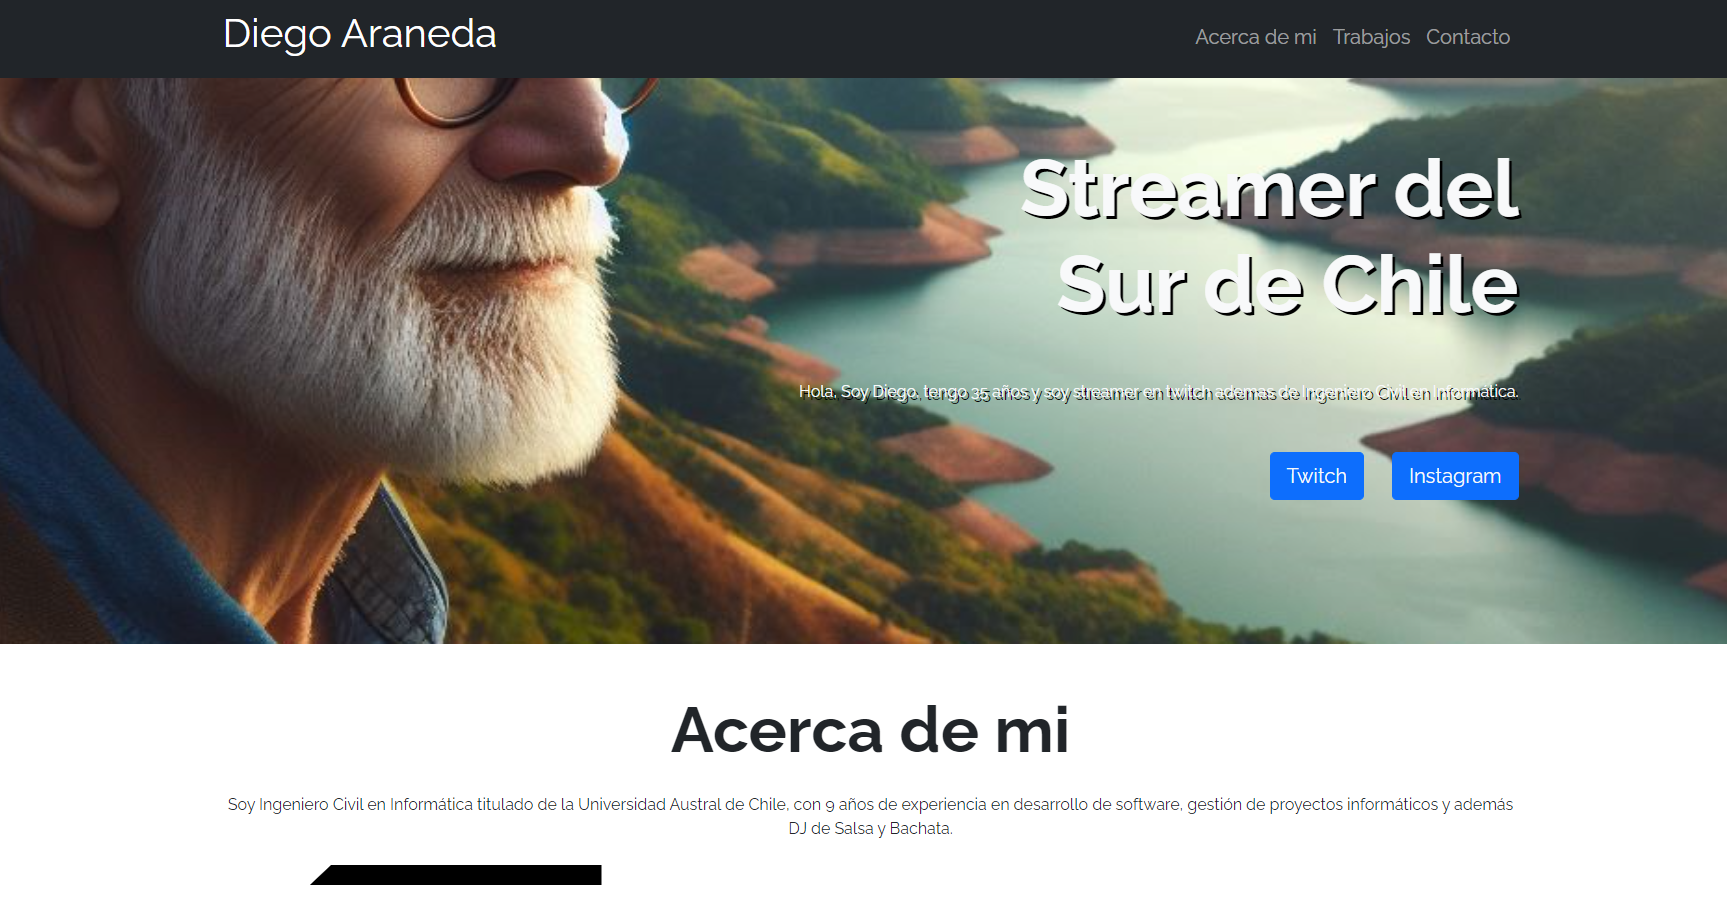 Diego Araneda
Acerca de mi Trabajos Contacto
Streamer del
Sur de Chile
Hola, Soy Diego, tengo 35 años y soy streamer en twitch ademas de Ingeniero Civil en Informática.
Twitch Instagram
Acerca de mi
Soy Ingeniero Civil en Informática titulado de la Universidad Austral de Chile, con 9 años de experiencia en desarrollo de software, gestión de proyectos informáticos y además
DJ de Salsa y Bachata.